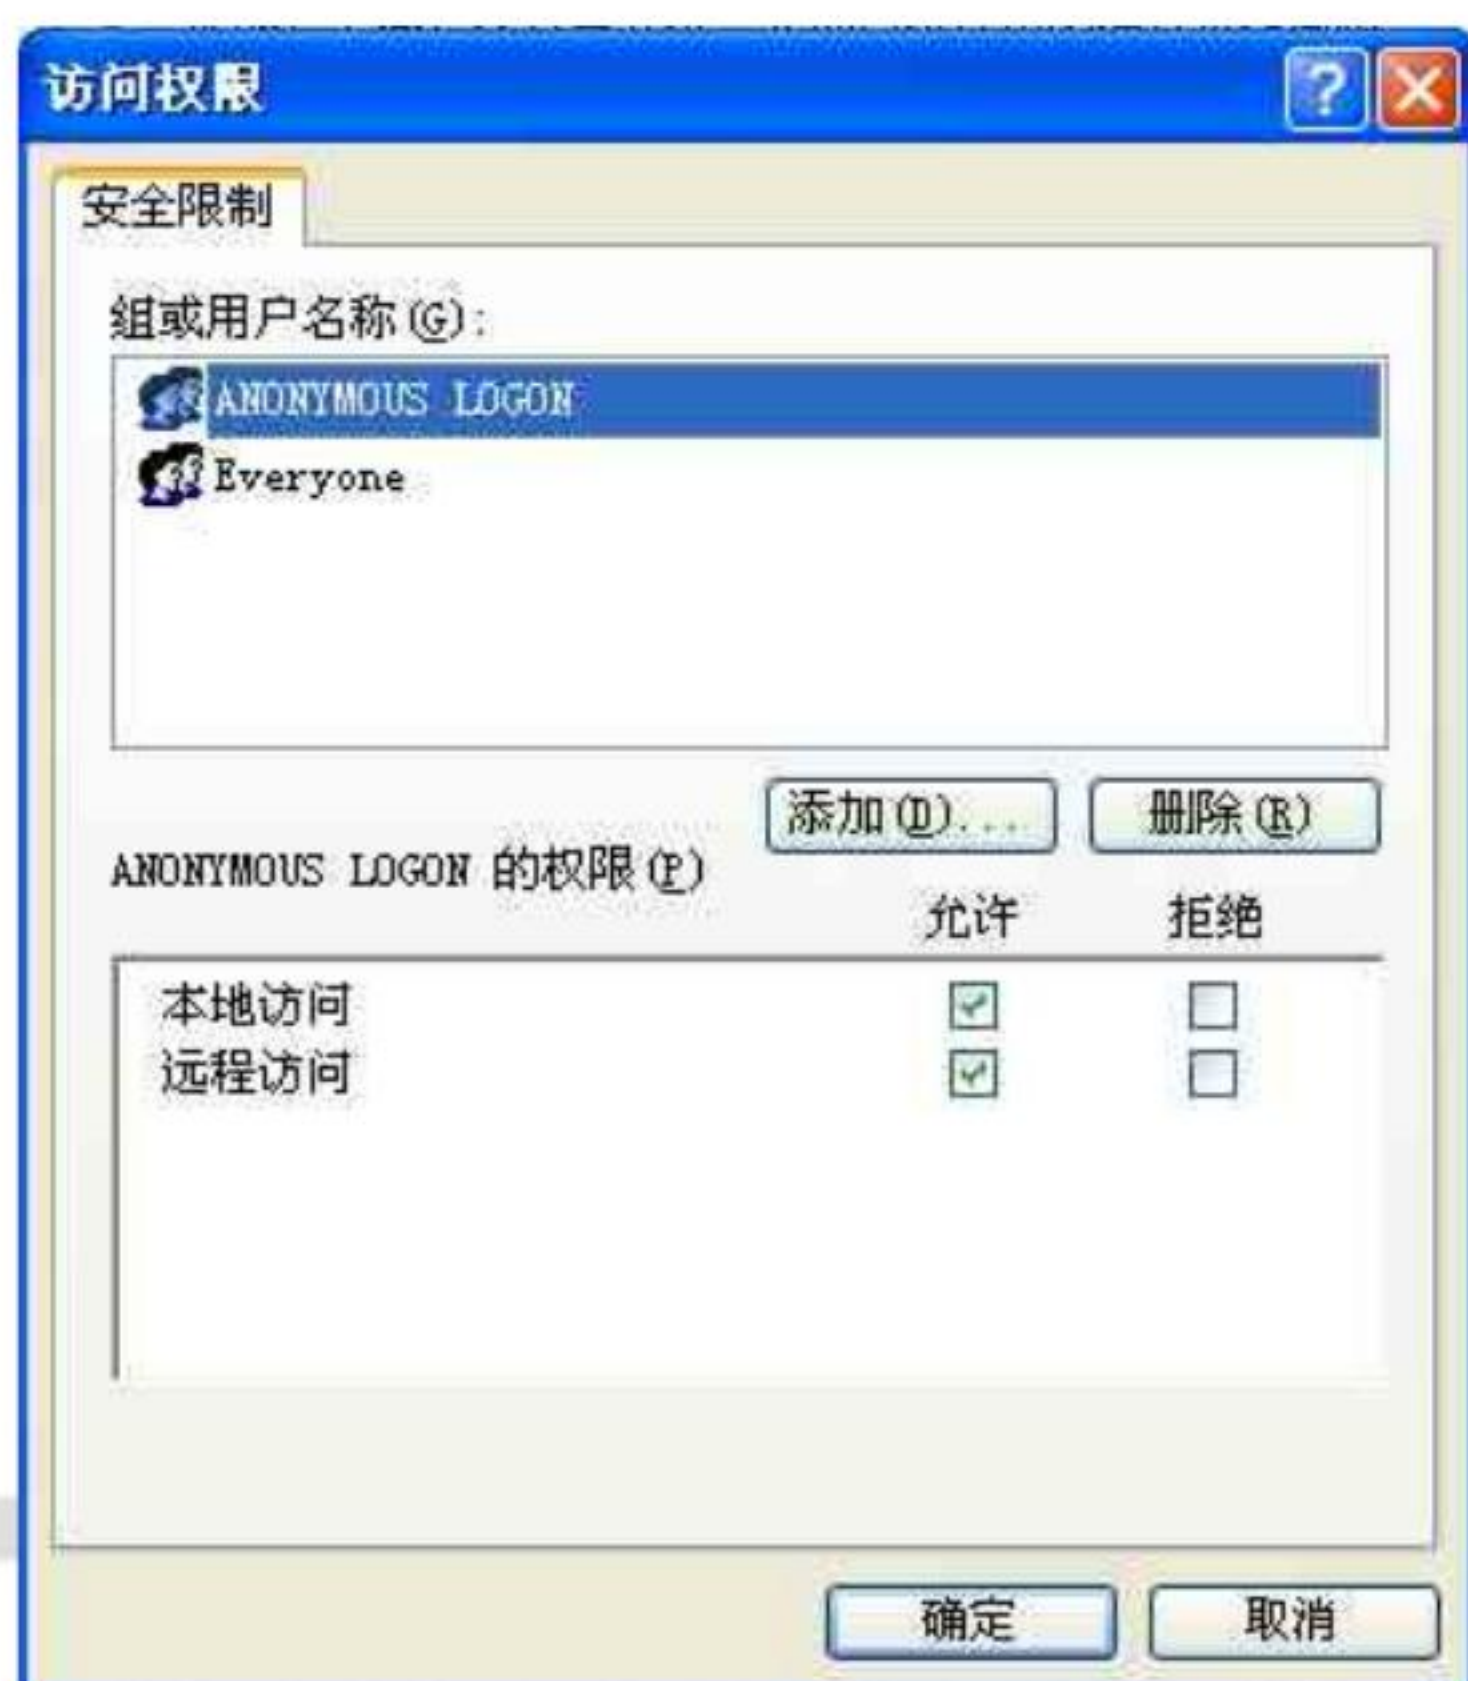 访问权限
安全限制
组或用户名称(G):
ANONYMOUS LOGON
Everyone
添加(D)... 删除(R)
ANONYMOUS LOGON 的权限(P)
允许 拒绝
本地访问
远程访问
确定 取消